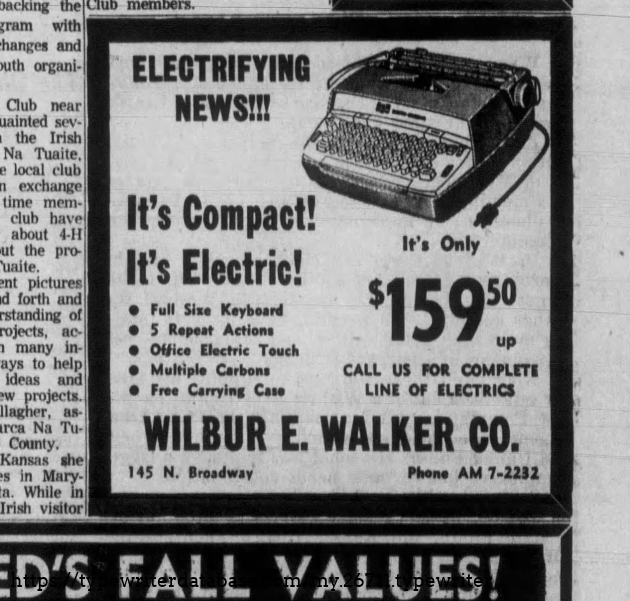 backing the
gram with
changes and
outh organi-
Club near
uainted sev-
the Irish
Na Tuaite,
e local club
n exchange
time mem-
club have
about 4-H
out the pro-
Tuaite.
ent pictures
nd forth and
rstanding of
rojects, ac-
n many in-
ays to help
ideas and
ew projects.
llagher, as-
arca Na Tu-
County.
Kansas she
es in Mary-
ta. While in
Irish visitor
Club members.
ELECTRIFYING
NEWS!!!
It's Compact!
It's Electric!
● Full Size Keyboard
● 5 Repeat Actions
● Office Electric Touch
● Multiple Carbons
● Free Carrying Case
It's Only
$159 50
up
CALL US FOR COMPLETE
LINE OF ELECTRICS
WILBUR E. WALKER CO.
145 N. Broadway
Phone AM 7-2232
ED'S FALL VALUES!